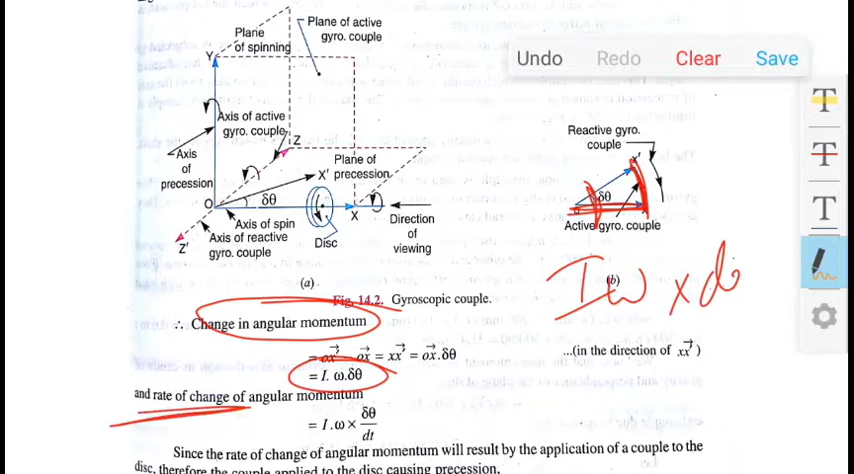 Plane
of spinning
Plane of active
gyro. couple
Undo
Redo
Clear
Save
Y
Axis of active
gyro. couple
Z
Axis
of
precession
Plane of
precession
X'
O
δθ
X
Axis of spin
Disc
Direction
of
viewing
Z'
Axis of reactive
gyro. couple
Reactive gyro.
couple
x'
δθ
Active gyro. couple
T
T
T
(a)
(b)
Iω × d
Fig. 14.2. Gyroscopic couple.
∴ Change in angular momentum
= ox' − ox = xx' = ox.δθ ...(in the direction of xx')
= I. ω.δθ
and rate of change of angular momentum
= I.ω × δθ/dt
Since the rate of change of angular momentum will result by the application of a couple to the
disc, therefore the couple applied to the disc causing precession,